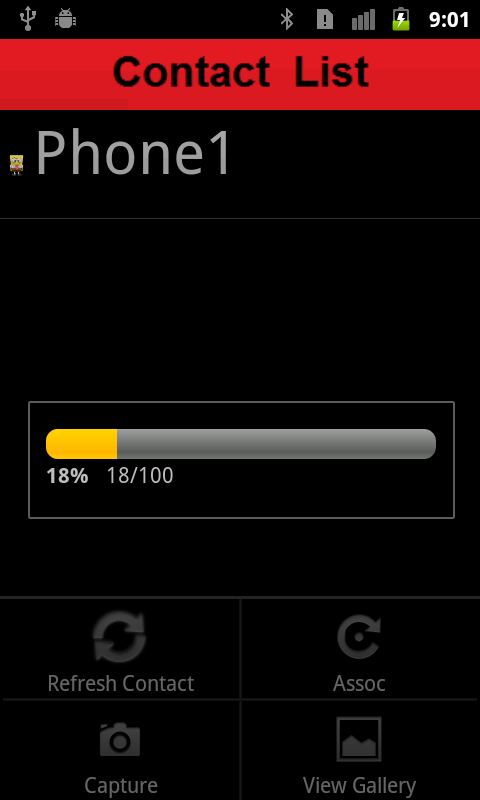 9:01
Contact List
Phone1
18% 18/100
Refresh Contact
Assoc
Capture
View Gallery